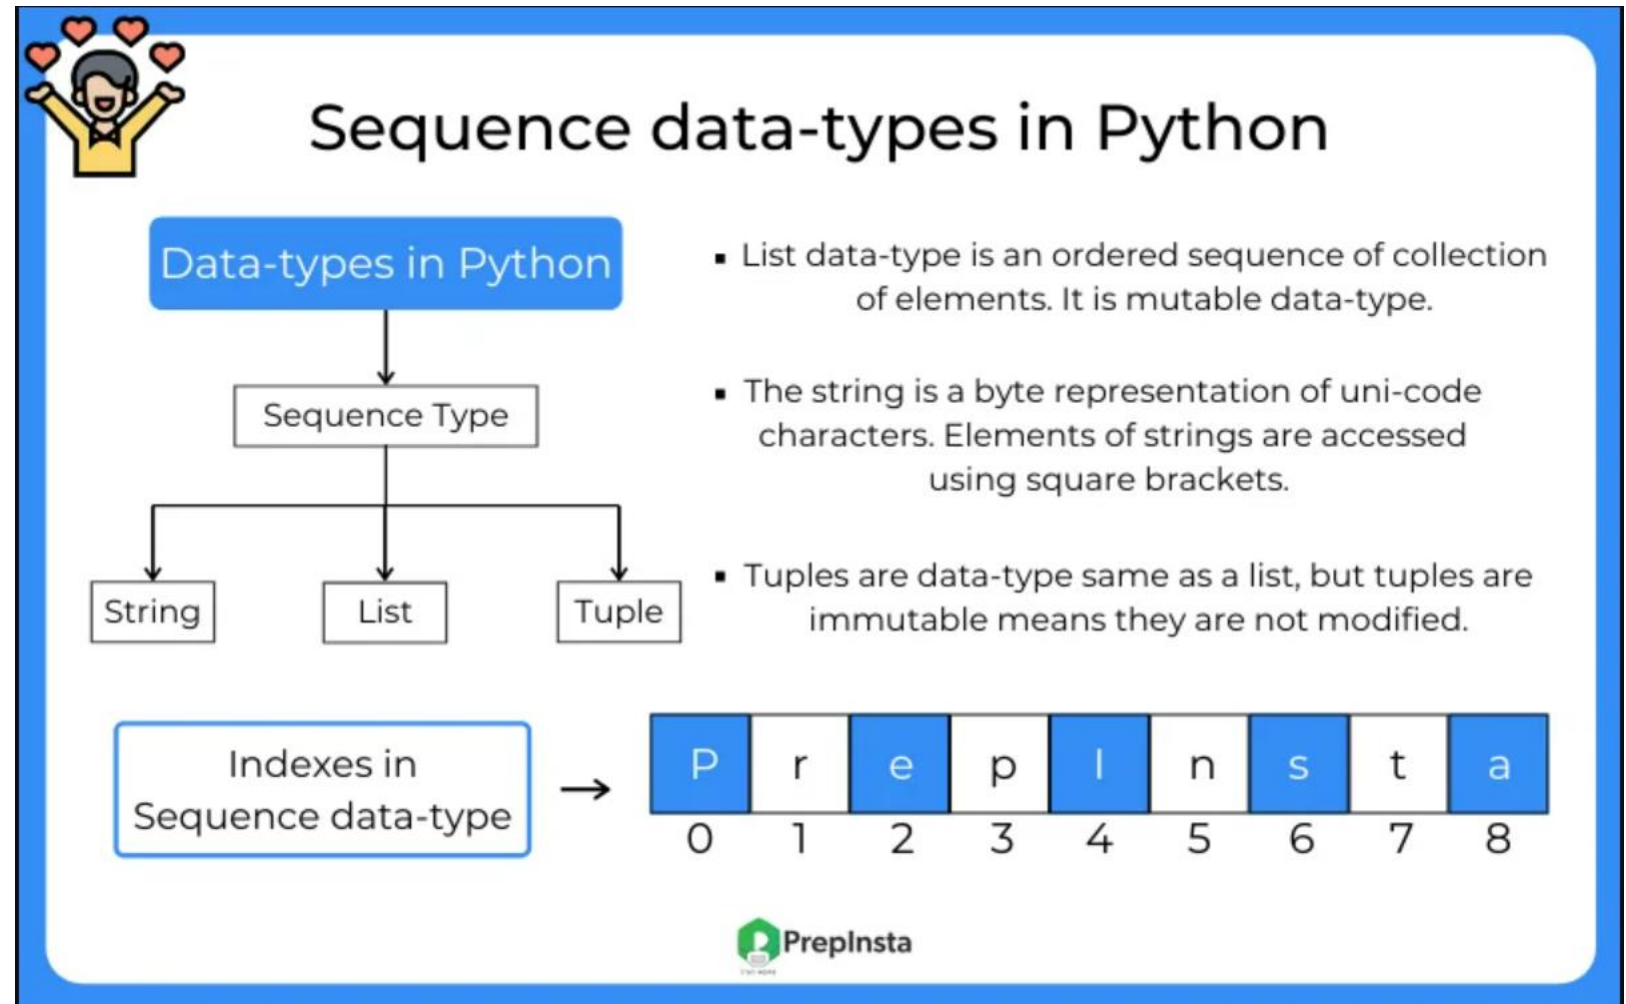 Sequence data-types in Python
Data-types in Python
Sequence Type
String
List
Tuple
▪ List data-type is an ordered sequence of collection
of elements. It is mutable data-type.
▪ The string is a byte representation of uni-code
characters. Elements of strings are accessed
using square brackets.
▪ Tuples are data-type same as a list, but tuples are
immutable means they are not modified.
Indexes in
Sequence data-type
P r e p I n s t a
0 1 2 3 4 5 6 7 8
PrepInsta